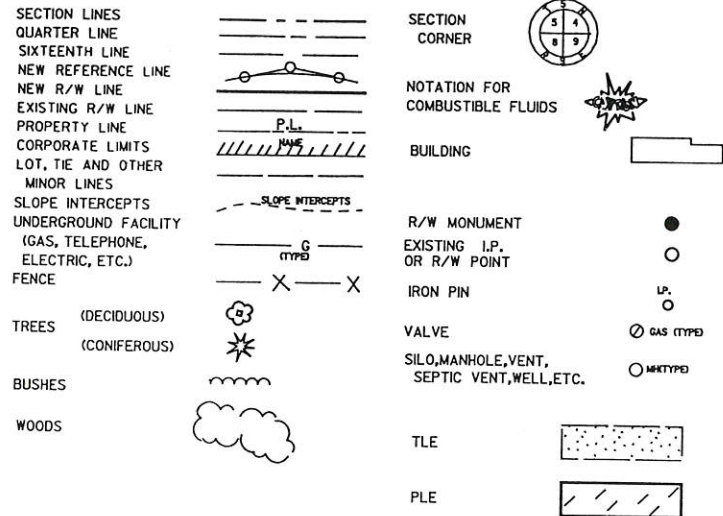 SECTION LINES
QUARTER LINE
SIXTEENTH LINE
NEW REFERENCE LINE
NEW R/W LINE
EXISTING R/W LINE
PROPERTY LINE
P.L.
CORPORATE LIMITS
NAME
LOT, TIE AND OTHER
MINOR LINES
SLOPE INTERCEPTS
SLOPE INTERCEPTS
UNDERGROUND FACILITY
(GAS, TELEPHONE,
ELECTRIC, ETC.)
G
(TYPE)
FENCE
X X
TREES
(DECIDUOUS)
(CONIFEROUS)
BUSHES
WOODS
SECTION
CORNER
T 5 H
5 4
8 9
R 5 E
NOTATION FOR
COMBUSTIBLE FLUIDS
BUILDING
R/W MONUMENT
EXISTING I.P.
OR R/W POINT
IRON PIN
I.P.
VALVE
GAS (TYPE)
SILO,MANHOLE,VENT,
SEPTIC VENT,WELL,ETC.
MH(TYPE)
TLE
PLE